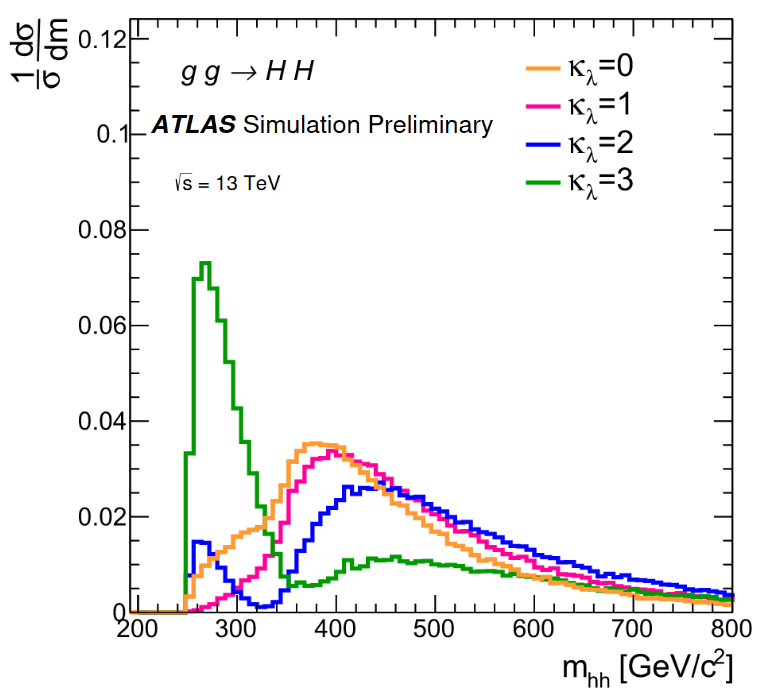 1/σ dσ/dm
g g → H H
ATLAS Simulation Preliminary
√s = 13 TeV
κλ=0
κλ=1
κλ=2
κλ=3
0.12
0.1
0.08
0.06
0.04
0.02
0
200 300 400 500 600 700 800
mhh [GeV/c²]